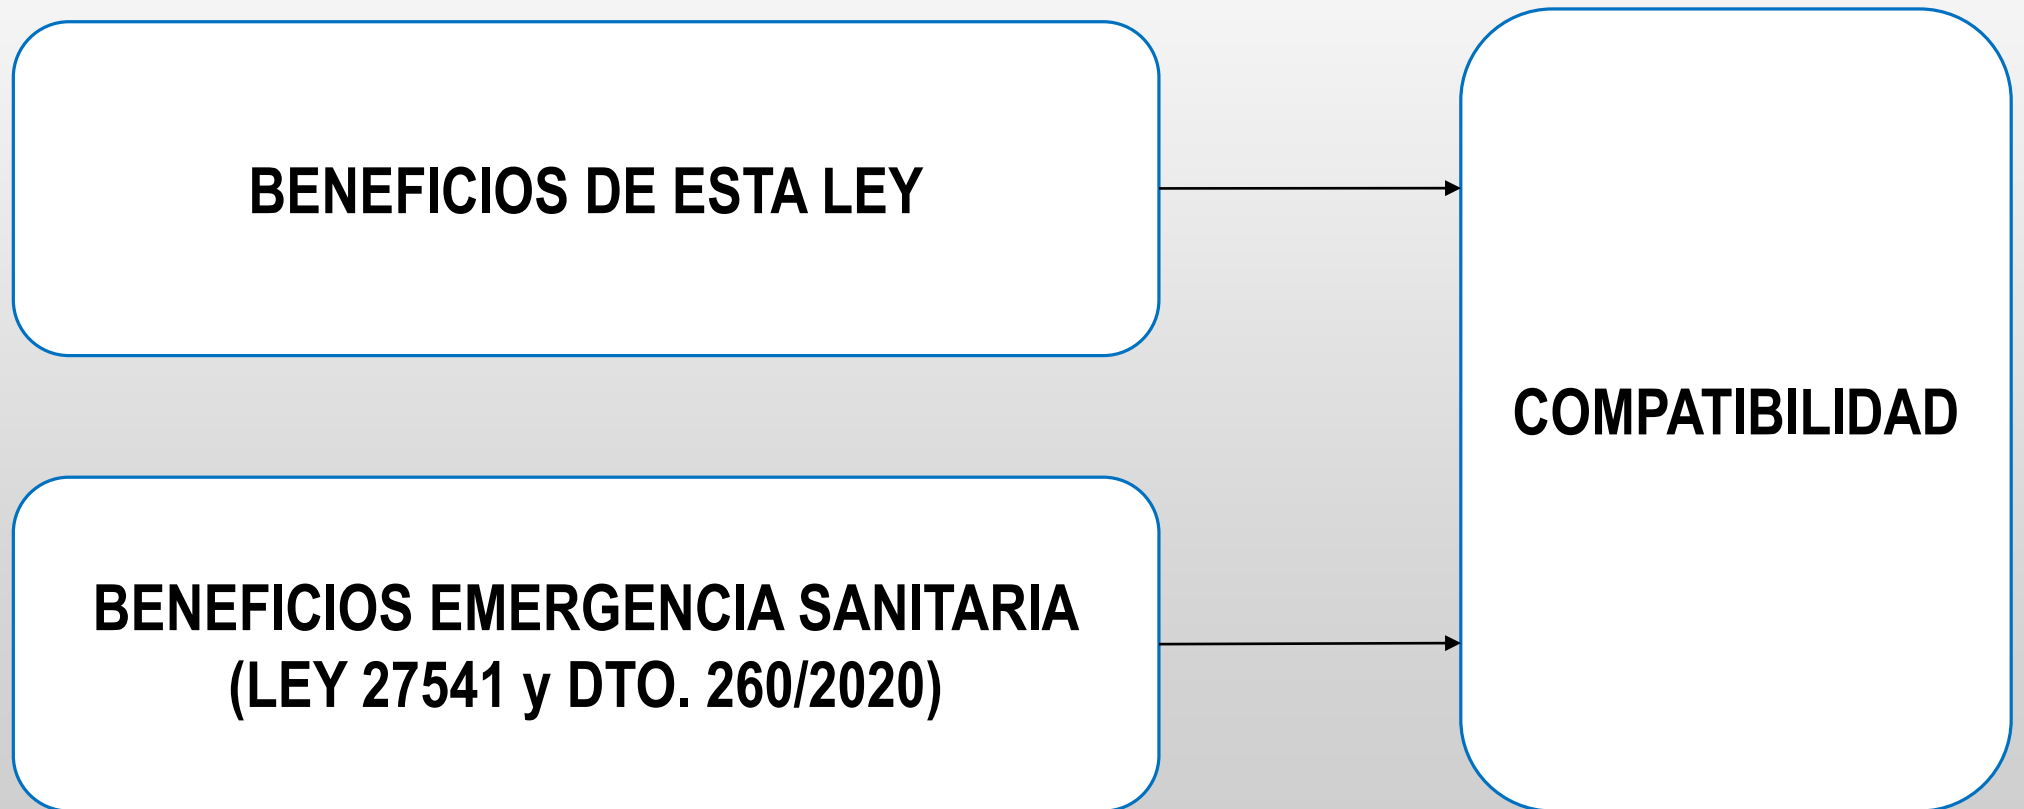 BENEFICIOS DE ESTA LEY
COMPATIBILIDAD
BENEFICIOS EMERGENCIA SANITARIA
(LEY 27541 y DTO. 260/2020)